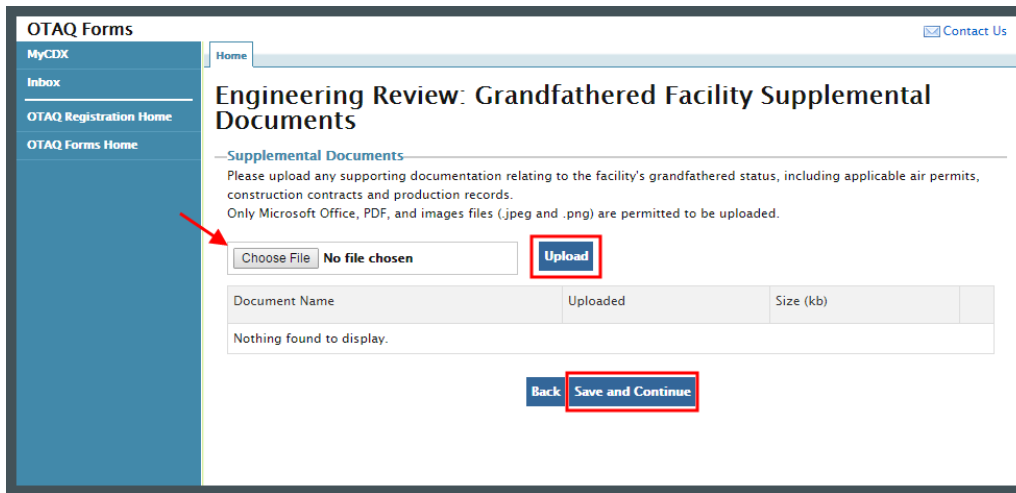 OTAQ Forms
Contact Us
MyCDX
Inbox
OTAQ Registration Home
OTAQ Forms Home
Home
Engineering Review: Grandfathered Facility Supplemental
Documents
Supplemental Documents
Please upload any supporting documentation relating to the facility's grandfathered status, including applicable air permits,
construction contracts and production records.
Only Microsoft Office, PDF, and images files (.jpeg and .png) are permitted to be uploaded.
Choose File No file chosen
Upload
Document Name Uploaded Size (kb)
Nothing found to display.
Back Save and Continue